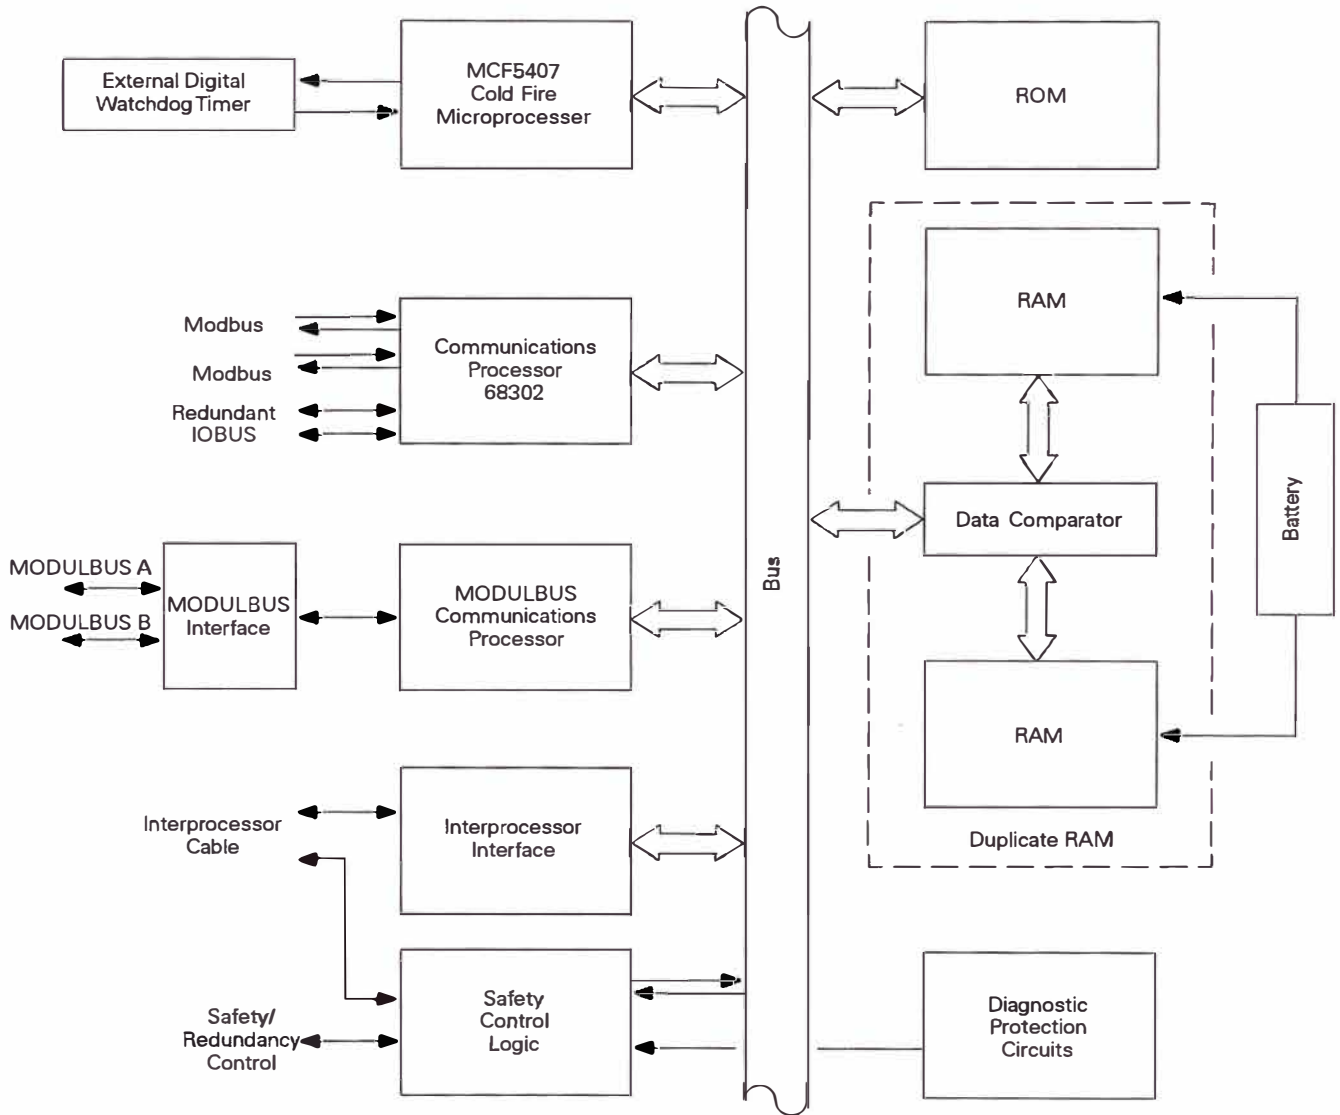 External Digital
Watchdog Timer
MCF5407
Cold Fire
Microprocesser
ROM
Modbus
Modbus
Redundant
IOBUS
Communications
Processor
68302
RAM
Data Comparator
RAM
Duplicate RAM
Battery
Bus
MODULBUS A
MODULBUS B
MODULBUS
Interface
MODULBUS
Communications
Processor
Interprocessor
Cable
Interprocessor
Interface
Safety/
Redundancy
Control
Safety
Control
Logic
Diagnostic
Protection
Circuits